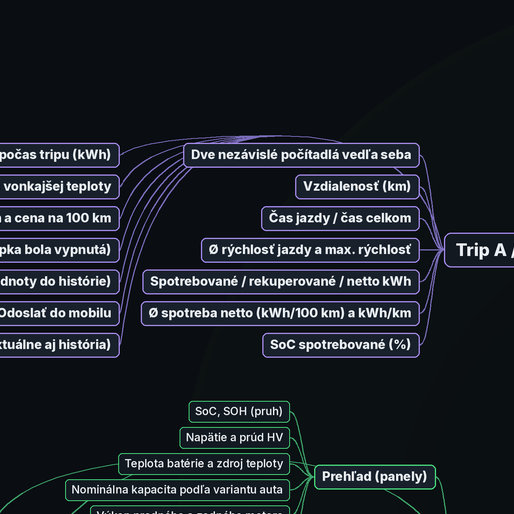 počas tripu (kWh)
vonkajšej teploty
a cena na 100 km
bola vypnutá)
do histórie)
Odoslať do mobilu
aj história)
Dve nezávislé počítadlá vedľa seba
Vzdialenosť (km)
Čas jazdy / čas celkom
Ø rýchlosť jazdy a max. rýchlosť
Spotrebované / rekuperované / netto kWh
Ø spotreba netto (kWh/100 km) a kWh/km
SoC spotrebované (%)
Trip A /
SoC, SOH (pruh)
Napätie a prúd HV
Teplota batérie a zdroj teploty
Nominálna kapacita podľa variantu auta
Prehľad (panely)